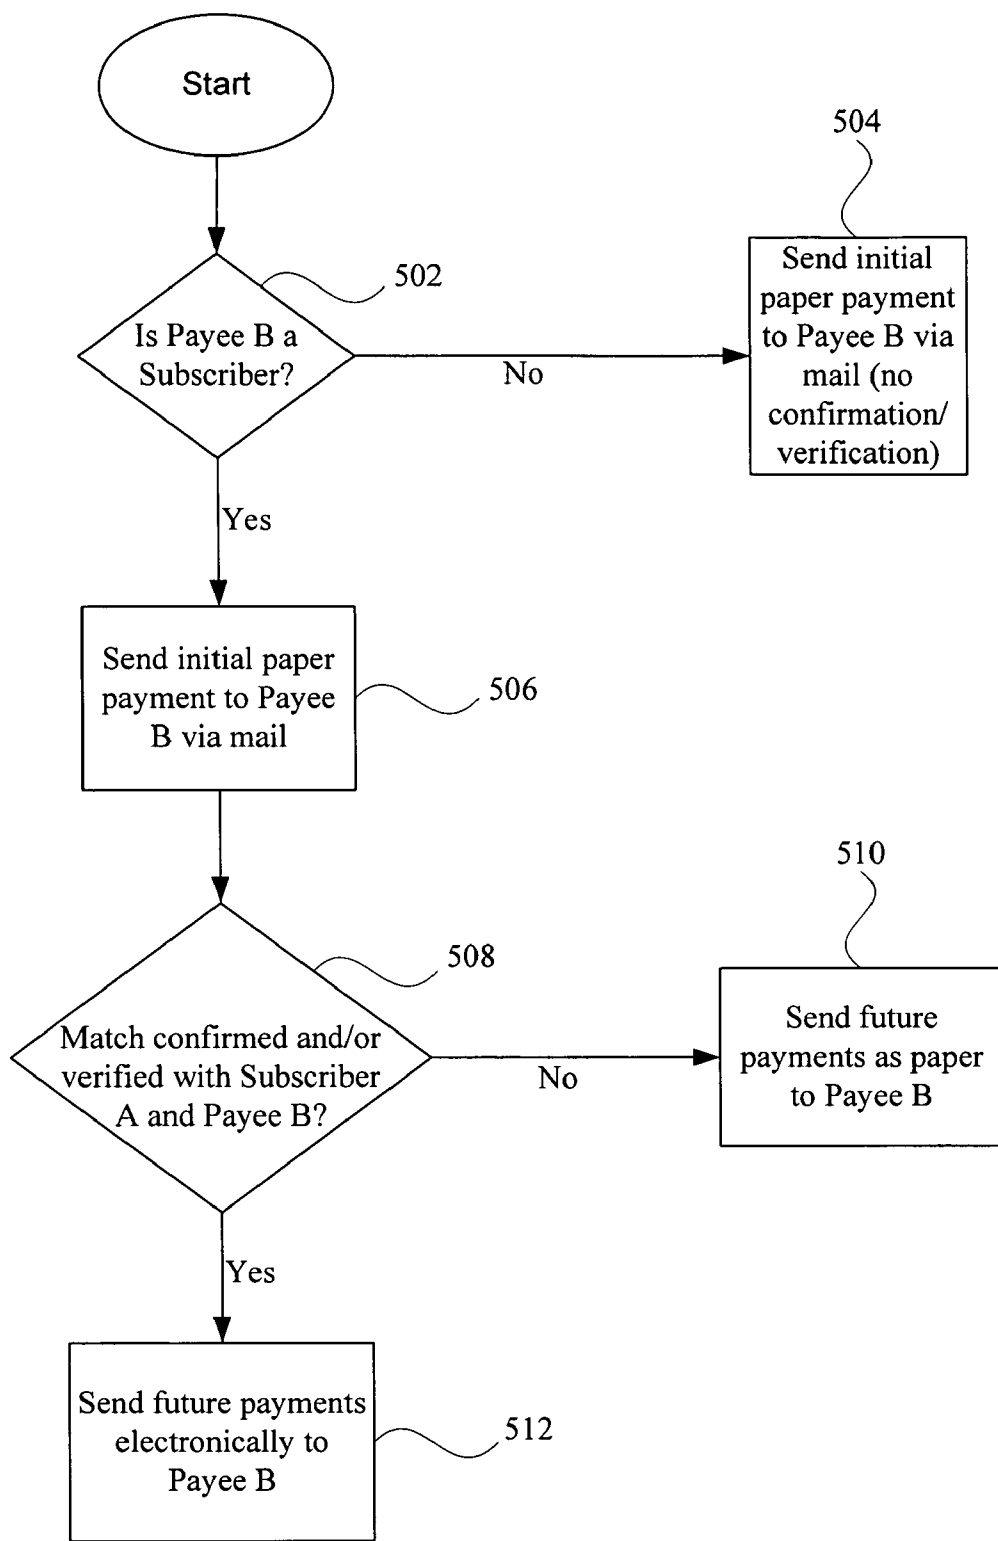 Start
504
Send initial
paper payment
to Payee B via
mail (no
confirmation/
verification)
502
Is Payee B a
Subscriber?
No
Yes
Send initial paper
payment to Payee
B via mail
506
510
508
Match confirmed and/or
verified with Subscriber
A and Payee B?
No
Send future
payments as paper
to Payee B
Yes
Send future payments
electronically to
Payee B
512